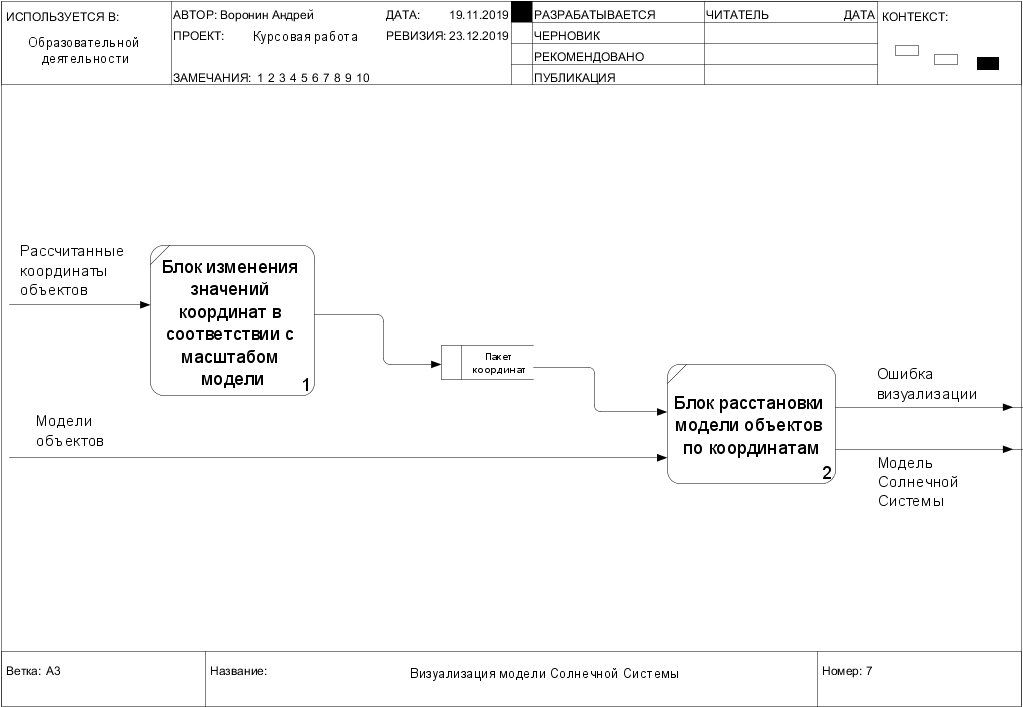 ИСПОЛЬЗУЕТСЯ В:
Образовательной
деятельности
АВТОР: Воронин Андрей
ДАТА: 19.11.2019
ПРОЕКТ: Курсовая работа
РЕВИЗИЯ: 23.12.2019
ЗАМЕЧАНИЯ: 1 2 3 4 5 6 7 8 9 10
РАЗРАБАТЫВАЕТСЯ
ЧЕРНОВИК
РЕКОМЕНДОВАНО
ПУБЛИКАЦИЯ
ЧИТАТЕЛЬ ДАТА
КОНТЕКСТ:
Рассчитанные
координаты
объектов
Блок изменения
значений
координат в
соответствии с
масштабом
модели
1
Пакет
координат
Модели
объектов
Блок расстановки
модели объектов
по координатам
2
Ошибка
визуализации
Модель
Солнечной
Системы
Ветка: A3
Название: Визуализация модели Солнечной Системы
Номер: 7